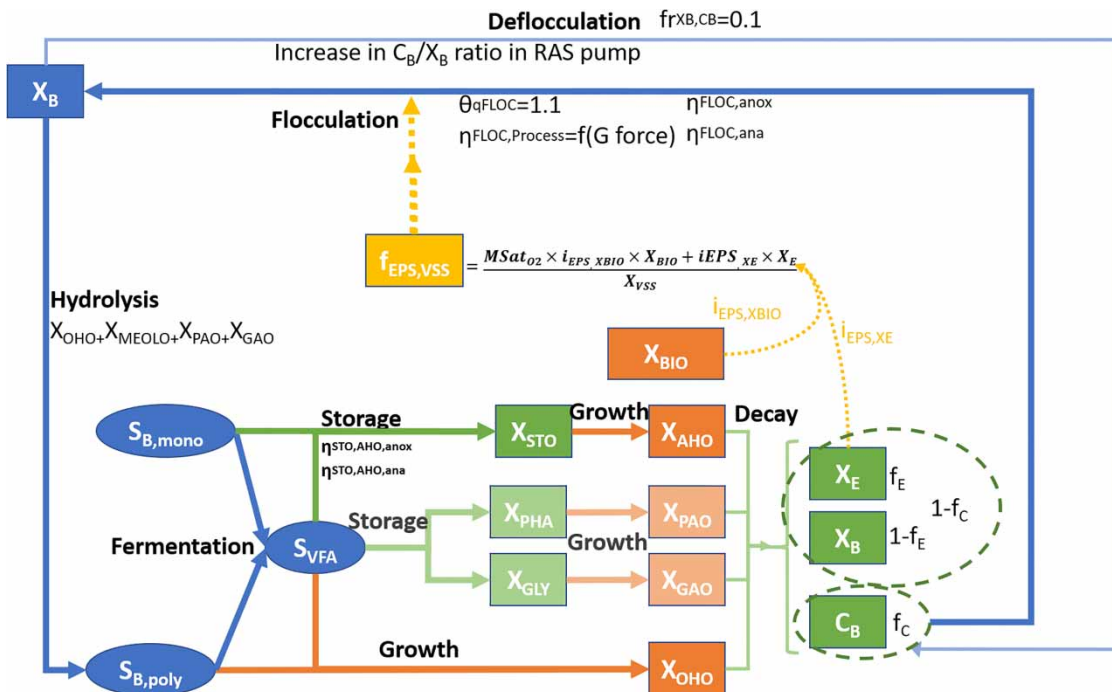 Deflocculation frXB,CB=0.1
Increase in CB/XB ratio in RAS pump
XB
θqFLOC=1.1 ηFLOC,anox
Flocculation
ηFLOC,Process=f(G force) ηFLOC,ana
fEPS,VSS = MSatO2 × iEPS,XBIO × XBIO + iEPS,XE × XE
XVSS
Hydrolysis
XOHO+XMEOLO+XPAO+XGAO
iEPS,XBIO
iEPS,XE
XBIO
Storage Growth Decay
SB,mono
XSTO XAHO
ηSTO,AHO,anox
ηSTO,AHO,ana
XE fE
1-fC
XPHA XPAO
Storage
XB 1-fE
Fermentation SVFA
Growth
XGLY XGAO
CB fC
Growth
SB,poly XOHO